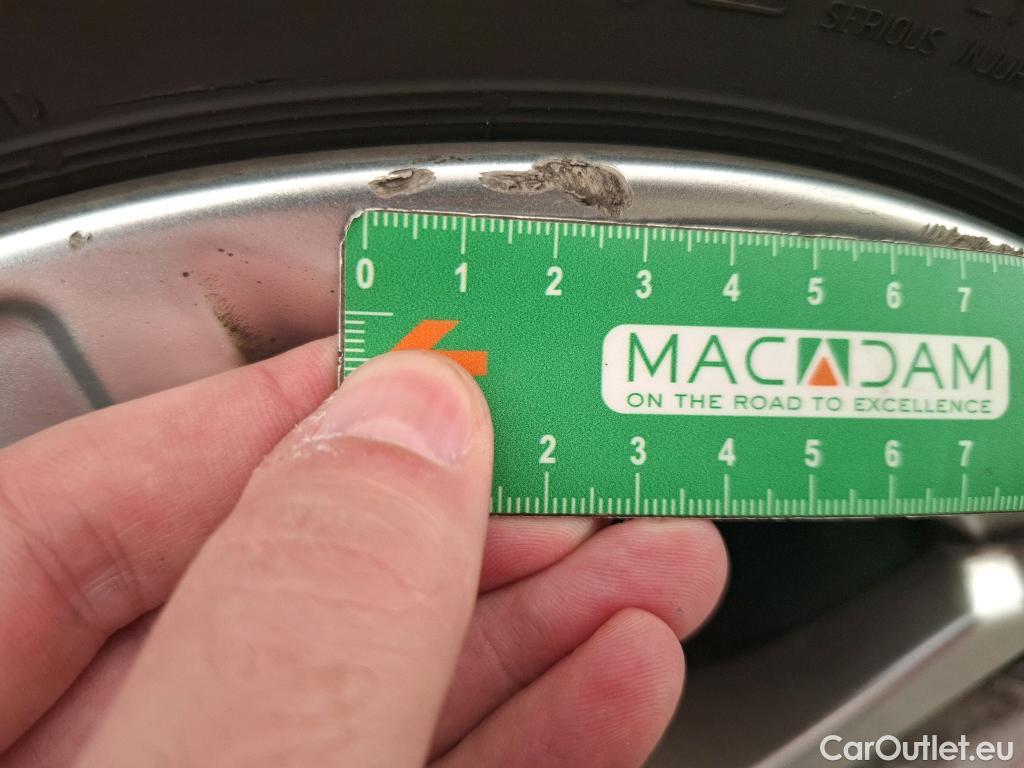 SERIOUS INJUR
0 1 2 3 4 5 6 7
MACADAM
ON THE ROAD TO EXCELLENCE
2 3 4 5 6 7
CarOutlet.eu